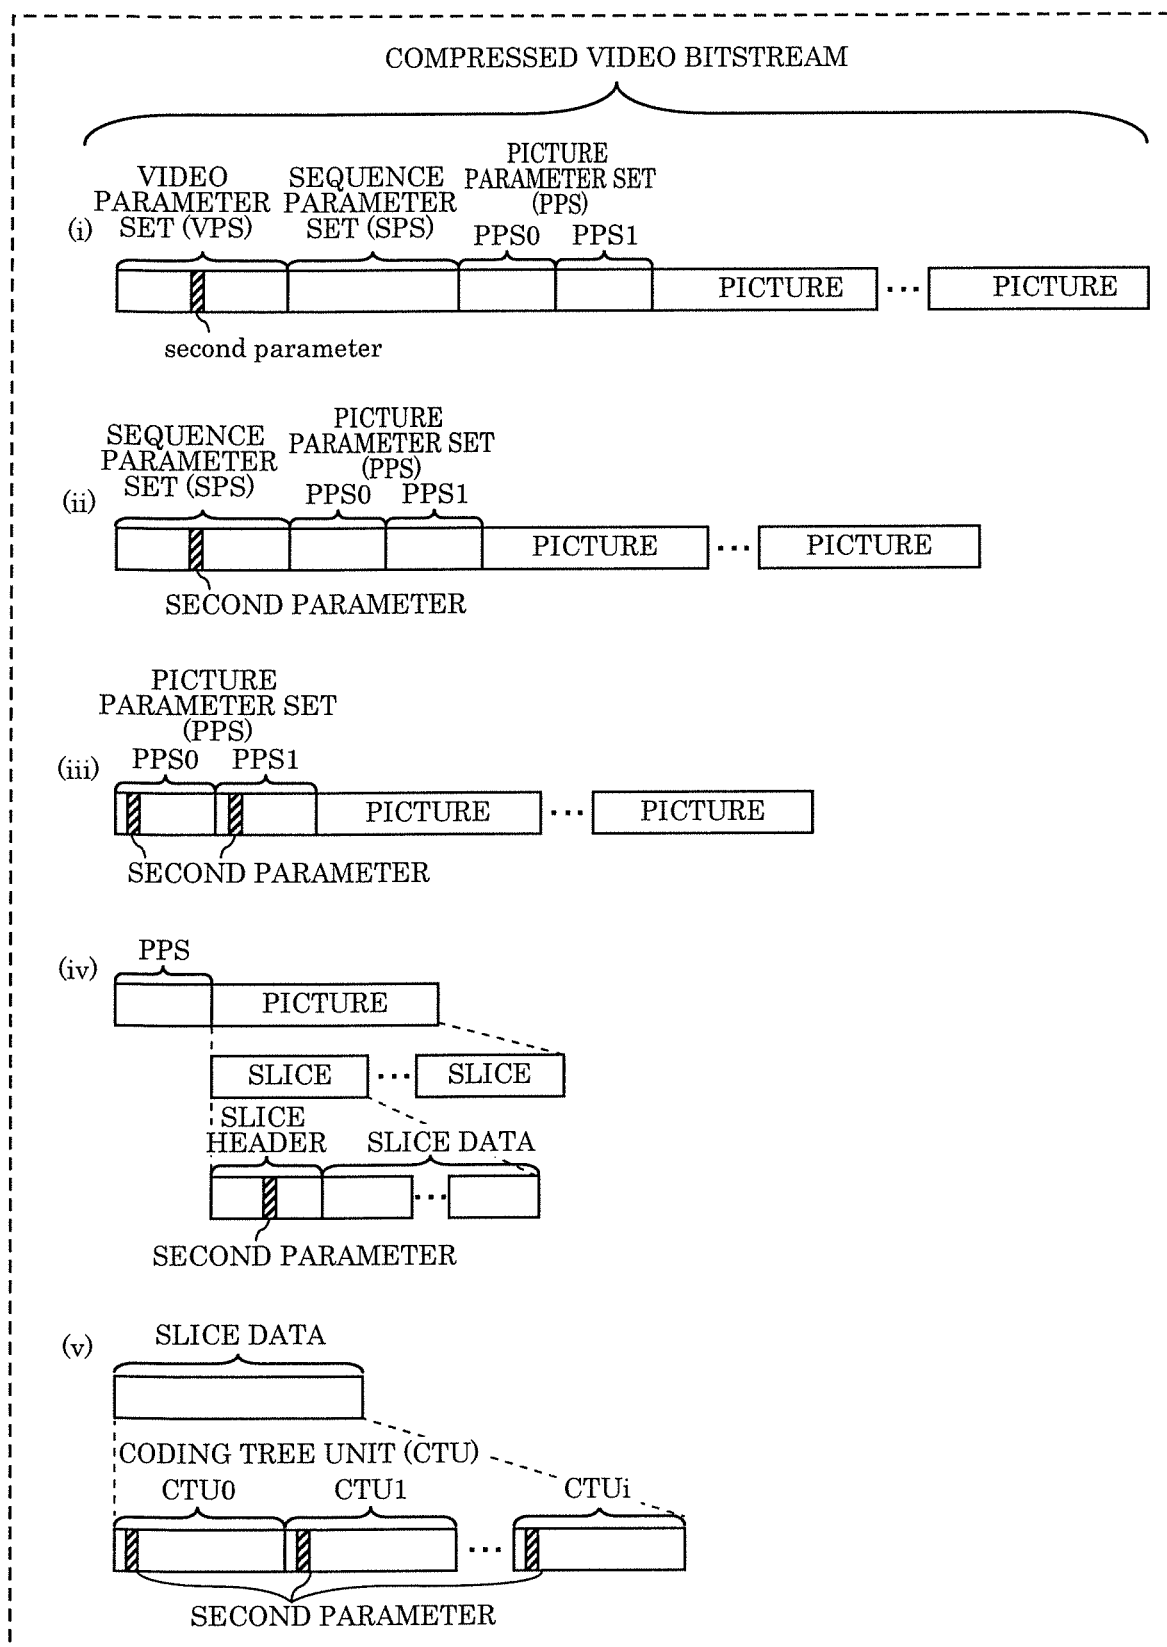 COMPRESSED VIDEO BITSTREAM
(i)
VIDEO
PARAMETER
SET (VPS)
SEQUENCE
PARAMETER
SET (SPS)
PICTURE
PARAMETER SET
(PPS)
PPS0 PPS1
PICTURE ... PICTURE
second parameter
(ii)
SEQUENCE
PARAMETER
SET (SPS)
PICTURE
PARAMETER SET
(PPS)
PPS0 PPS1
PICTURE ... PICTURE
SECOND PARAMETER
(iii)
PICTURE
PARAMETER SET
(PPS)
PPS0 PPS1
PICTURE ... PICTURE
SECOND PARAMETER
(iv)
PPS
PICTURE
SLICE ... SLICE
SLICE
HEADER
SLICE DATA
...
SECOND PARAMETER
(v)
SLICE DATA
CODING TREE UNIT (CTU)
CTU0 CTU1 CTUi
...
SECOND PARAMETER